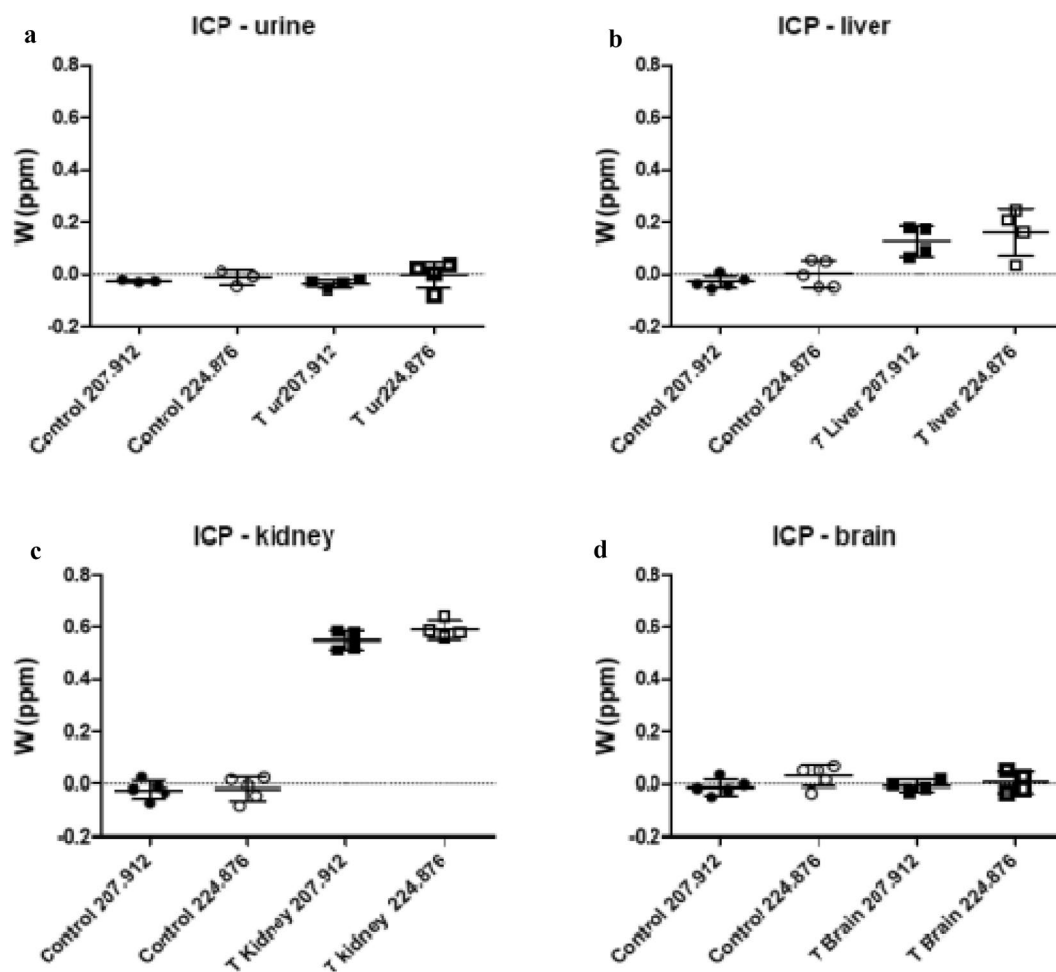 a
ICP - urine
0.8
0.6
0.4
0.2
0.0
-0.2
W (ppm)
Control 207.912
Control 224.876
T ur207.912
T ur224.876
b
ICP - liver
0.8
0.6
0.4
0.2
0.0
-0.2
W (ppm)
Control 207.912
Control 224.876
T Liver 207.912
T liver 224.876
c
ICP - kidney
0.8
0.6
0.4
0.2
0.0
-0.2
W (ppm)
Control 207.912
Control 224.876
T Kidney 207.912
T kidney 224.876
d
ICP - brain
0.8
0.6
0.4
0.2
0.0
-0.2
W (ppm)
Control 207.912
Control 224.876
T Brain 207.912
T Brain 224.876